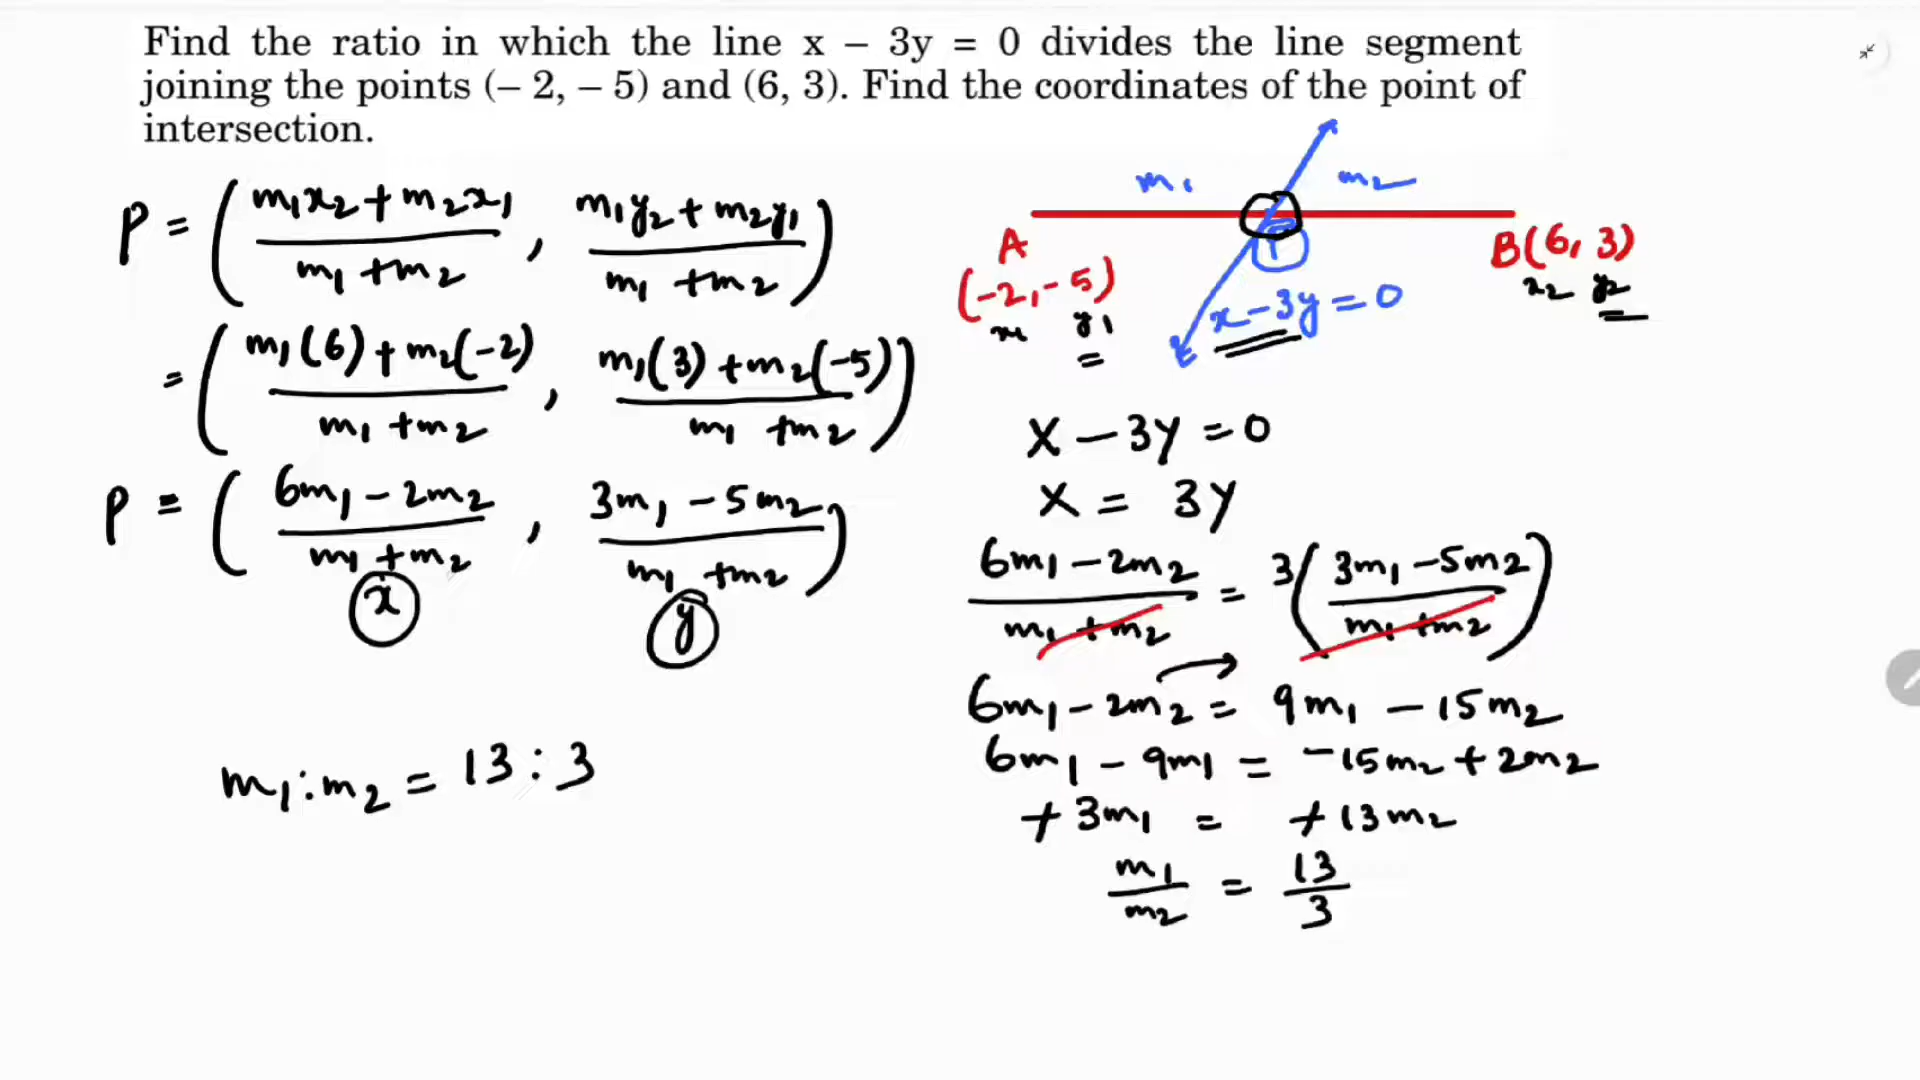 Find the ratio in which the line x – 3y = 0 divides the line segment
joining the points (– 2, – 5) and (6, 3). Find the coordinates of the point of
intersection.
P = ( (m₁x₂ + m₂x₁)/(m₁ + m₂) , (m₁y₂ + m₂y₁)/(m₁ + m₂) )
= ( (m₁(6) + m₂(-2))/(m₁ + m₂) , (m₁(3) + m₂(-5))/(m₁ + m₂) )
P = ( (6m₁ - 2m₂)/(m₁ + m₂) , (3m₁ - 5m₂)/(m₁ + m₂) )
x y
m₁ : m₂ = 13 : 3
m₁ m₂
A
(-2, -5)
x₁ y₁
P
B(6, 3)
x₂ y₂
x - 3y = 0
X - 3Y = 0
X = 3Y
(6m₁ - 2m₂)/(m₁ + m₂) = 3( (3m₁ - 5m₂)/(m₁ + m₂) )
6m₁ - 2m₂ = 9m₁ - 15m₂
6m₁ - 9m₁ = -15m₂ + 2m₂
+3m₁ = +13m₂
m₁/m₂ = 13/3